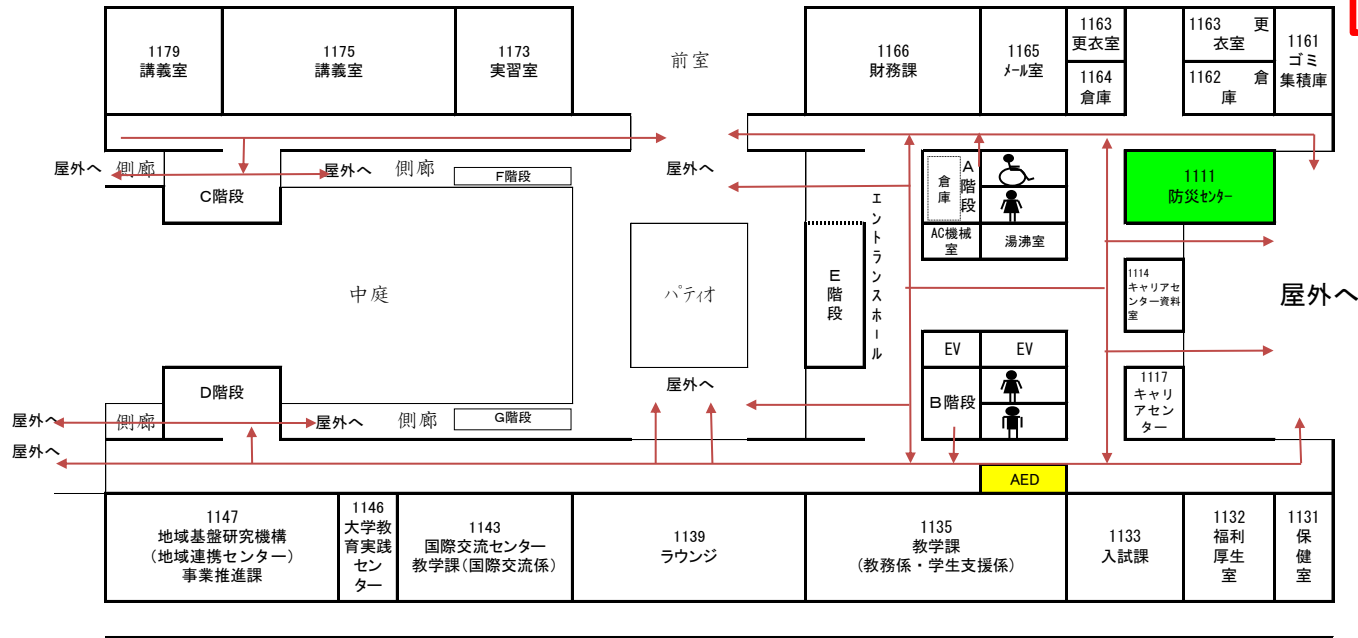 1179
講義室
1175
講義室
1173
実習室
前室
1166
財務課
1165
メール室
1163
更衣室
1164
倉庫
1163 更
衣室
1162 倉
庫
1161
ゴミ
集積庫
屋外へ
側廊
屋外へ
側廊
F階段
C階段
屋外へ
倉庫
A階段
AC機械
室
湯沸室
1111
防災センター
エントランスホール
E階段
中庭
パティオ
1114
キャリアセ
ンター資料
室
屋外へ
EV
EV
B階段
1117
キャリ
アセン
ター
D階段
屋外へ
屋外へ
側廊
屋外へ
側廊
G階段
屋外へ
AED
1147
地域基盤研究機構
(地域連携センター)
事業推進課
1146
大学教
育実践
セン
ター
1143
国際交流センター
教学課(国際交流係)
1139
ラウンジ
1135
教学課
(教務係・学生支援係)
1133
入試課
1132
福利
厚生
室
1131
保
健
室